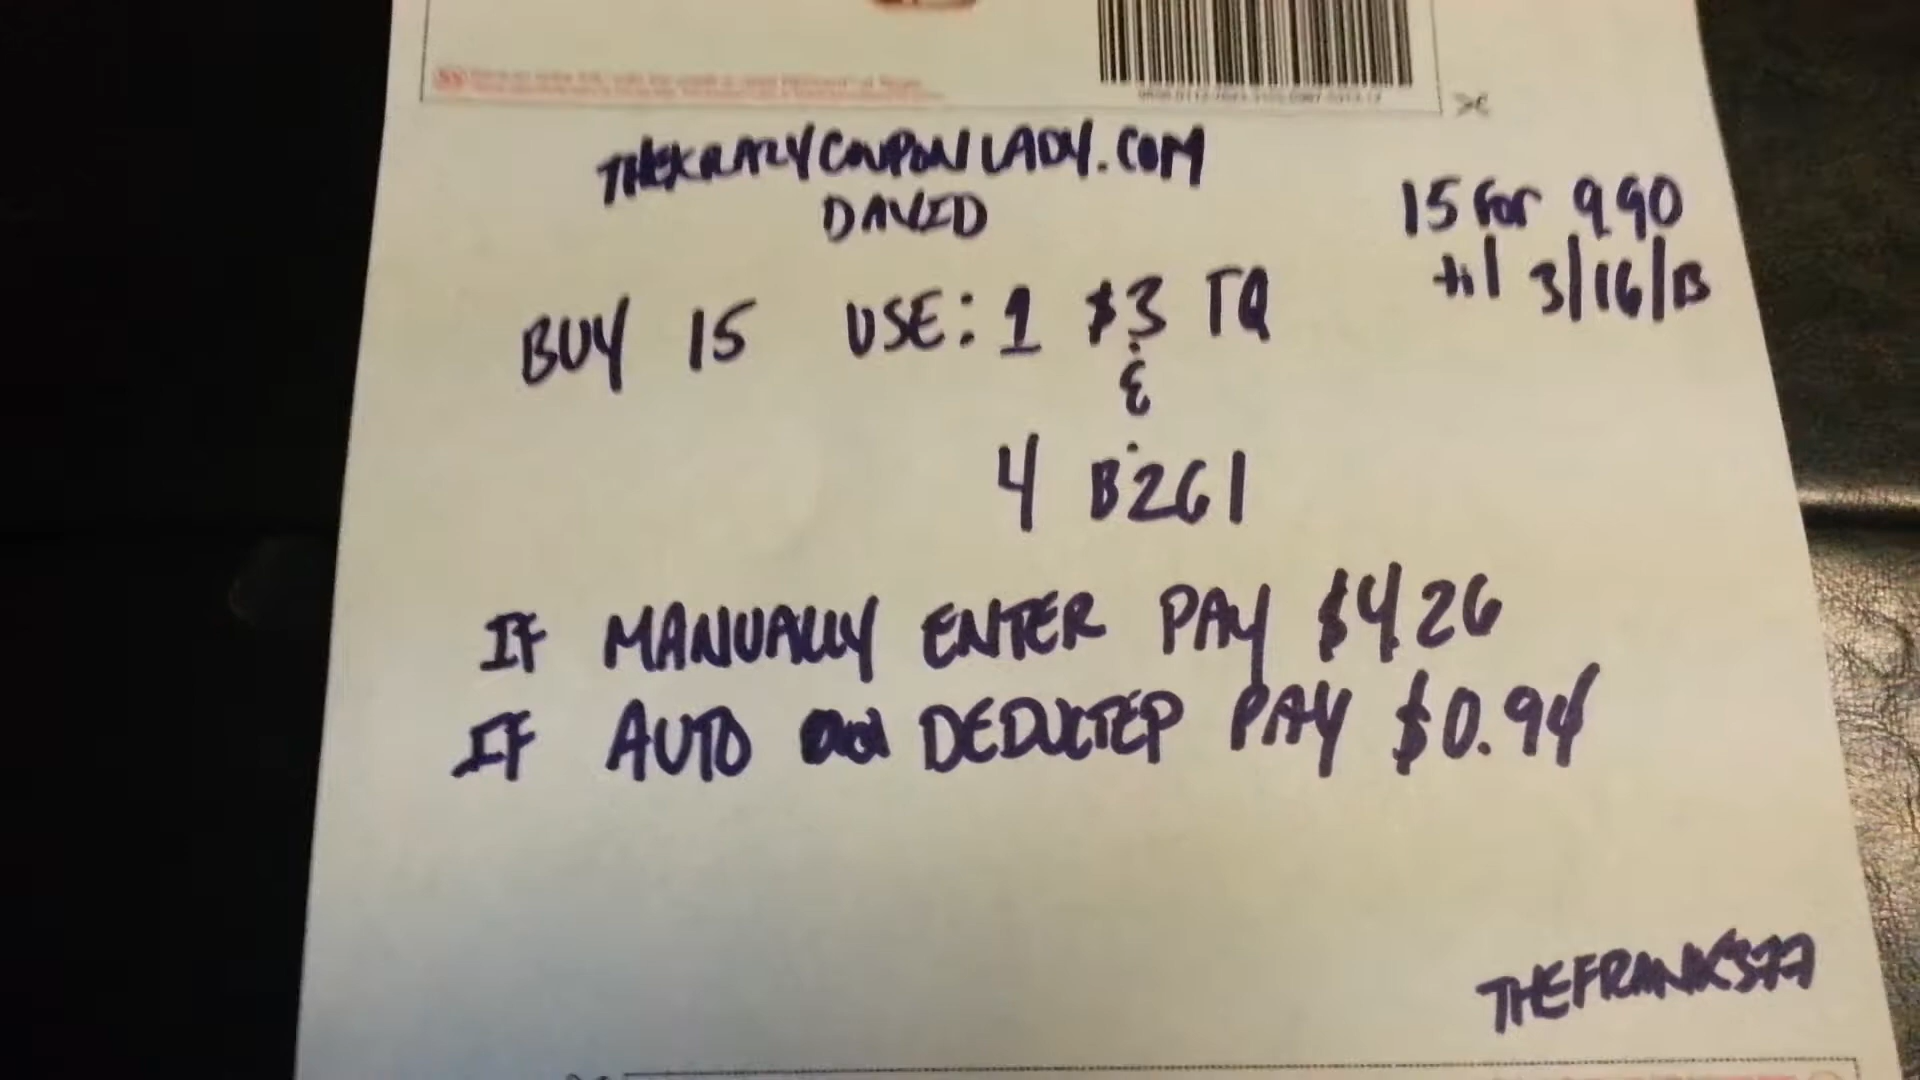 THEKRAZYCOUPONLADY.COM
DAVID
15 for 9.90
til 3/16/13
BUY 15 USE: 1 $3 TQ
&
4 B2G1
IF MANUALLY ENTER PAY $4.26
IF AUTO DEDUCTED PAY $0.94
THEFRANKS77